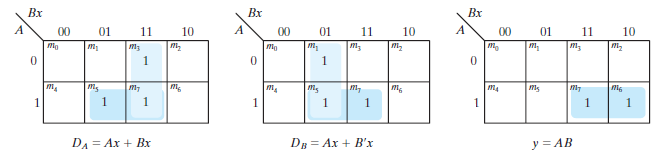 Bx Bx Bx
A 00 01 11 10 A 00 01 11 10 A 00 01 11 10
m₀ m₁ m₃ m₂ m₀ m₁ m₃ m₂ m₀ m₁ m₃ m₂
0 1 0 1 0
m₄ m₅ m₇ m₆ m₄ m₅ m₇ m₆ m₄ m₅ m₇ m₆
1 1 1 1 1 1 1 1 1
D_A = Ax + Bx D_B = Ax + B′x y = AB